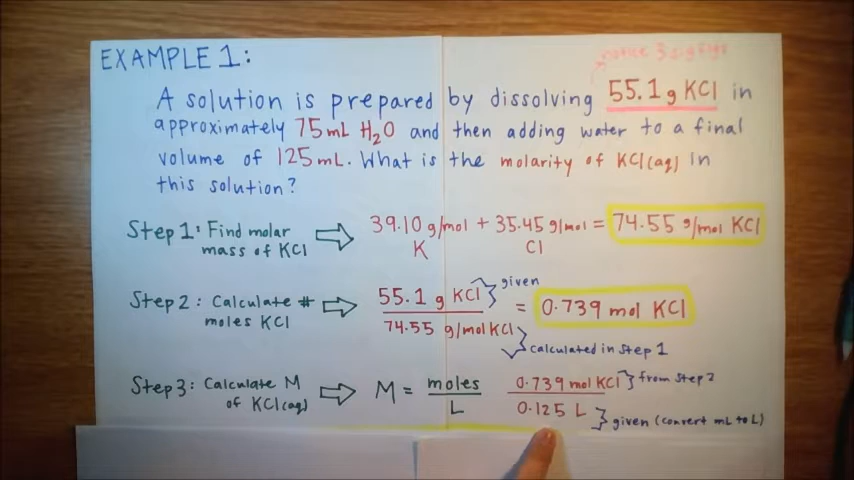 EXAMPLE 1:
notice 3 sig figs
A solution is prepared by dissolving 55.1 g KCl in
approximately 75 mL H₂O and then adding water to a final
volume of 125 mL. What is the molarity of KCl(aq) in
this solution?
Step 1: Find molar
mass of KCl
39.10 g/mol + 35.45 g/mol = 74.55 g/mol KCl
K Cl
Step 2: Calculate #
moles KCl
55.1 g KCl
given
74.55 g/mol KCl
calculated in Step 1
= 0.739 mol KCl
Step 3: Calculate M
of KCl(aq)
M = moles
L
0.739 mol KCl
from Step 2
0.125 L
given (convert mL to L)